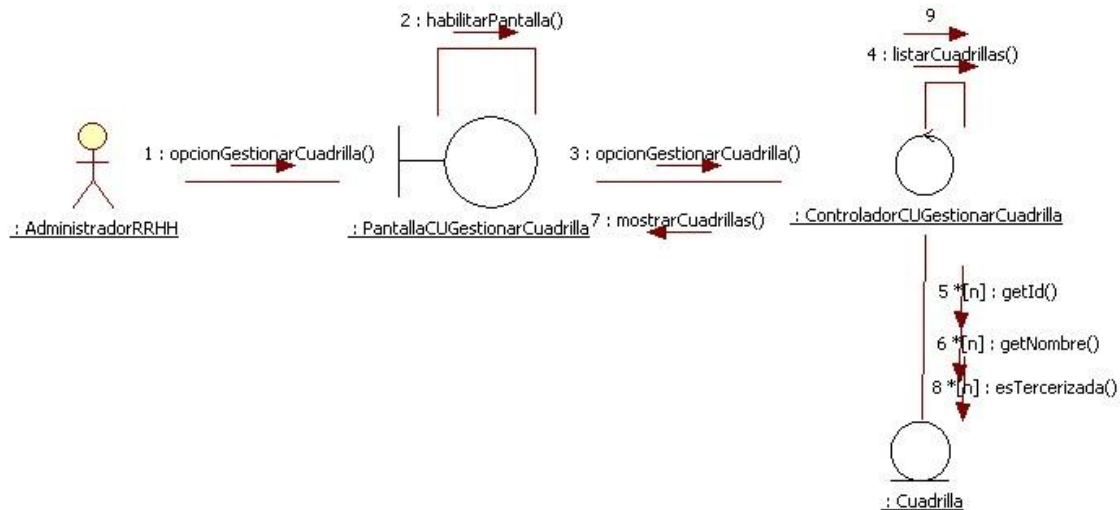 2 : habilitarPantalla()
9
4 : listarCuadrillas()
1 : opcionGestionarCuadrilla()
3 : opcionGestionarCuadrilla()
: AdministradorRRHH
: PantallaCUGestionarCuadrilla
7 : mostrarCuadrillas()
: ControladorCUGestionarCuadrilla
5 *[n] : getId()
6 *[n] : getNombre()
8 *[n] : esTercerizada()
: Cuadrilla